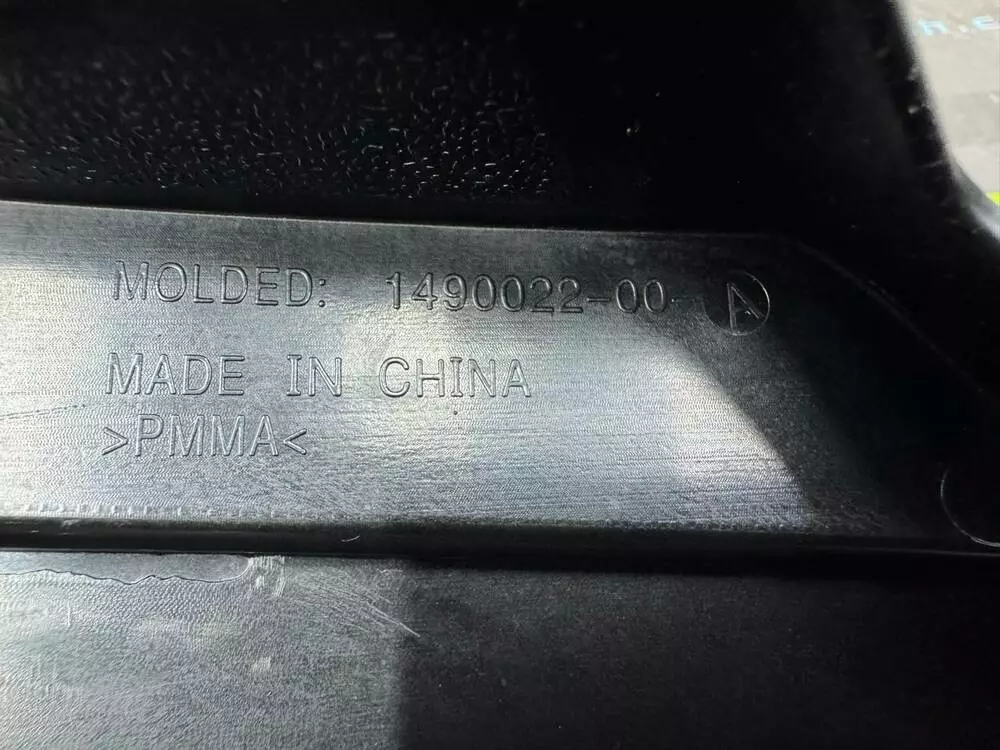 MOLDED: 1490022-00-A
MADE IN CHINA
>PMMA<